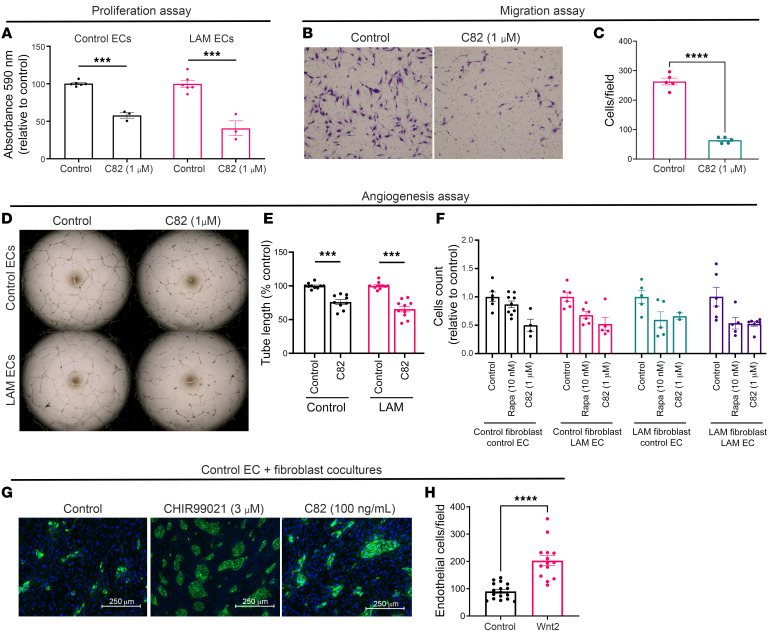 Proliferation assay
Migration assay
A
Control ECs
LAM ECs
***
***
Absorbance 590 nm
(relative to control)
150
100
50
0
Control
C82 (1 μM)
Control
C82 (1 μM)
B
Control
C82 (1 μM)
C
****
Cells/field
400
300
200
100
0
Control
C82 (1 μM)
Angiogenesis assay
D
Control
C82 (1μM)
Control ECs
LAM ECs
E
***
***
Tube length (% control)
150
100
50
0
Control
C82
Control
C82
Control
LAM
F
Cells count
(relative to control)
2.0
1.5
1.0
0.5
0.0
Control
Rapa (10 nM)
C82 (1 μM)
Control
Rapa (10 nM)
C82 (1 μM)
Control
Rapa (10 nM)
C82 (1 μM)
Control
Rapa (10 nM)
C82 (1 μM)
Control fibroblast
control EC
Control fibroblast
LAM EC
LAM fibroblast
control EC
LAM fibroblast
LAM EC
Control EC + fibroblast cocultures
G
Control
CHIR99021 (3 μM)
C82 (100 ng/mL)
250 μm
250 μm
250 μm
H
****
Endothelial cells/field
400
300
200
100
0
Control
Wnt2